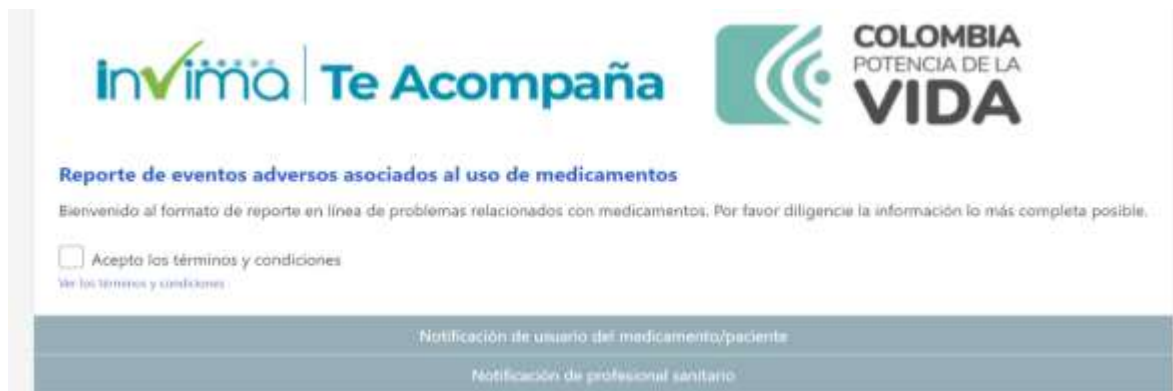 invima Te Acompaña
COLOMBIA
POTENCIA DE LA
VIDA
Reporte de eventos adversos asociados al uso de medicamentos
Bienvenido al formato de reporte en línea de problemas relacionados con medicamentos. Por favor diligencie la información lo más completa posible.
Acepto los términos y condiciones
Ver los términos y condiciones
Notificación de usuario del medicamento/paciente
Notificación de profesional sanitario